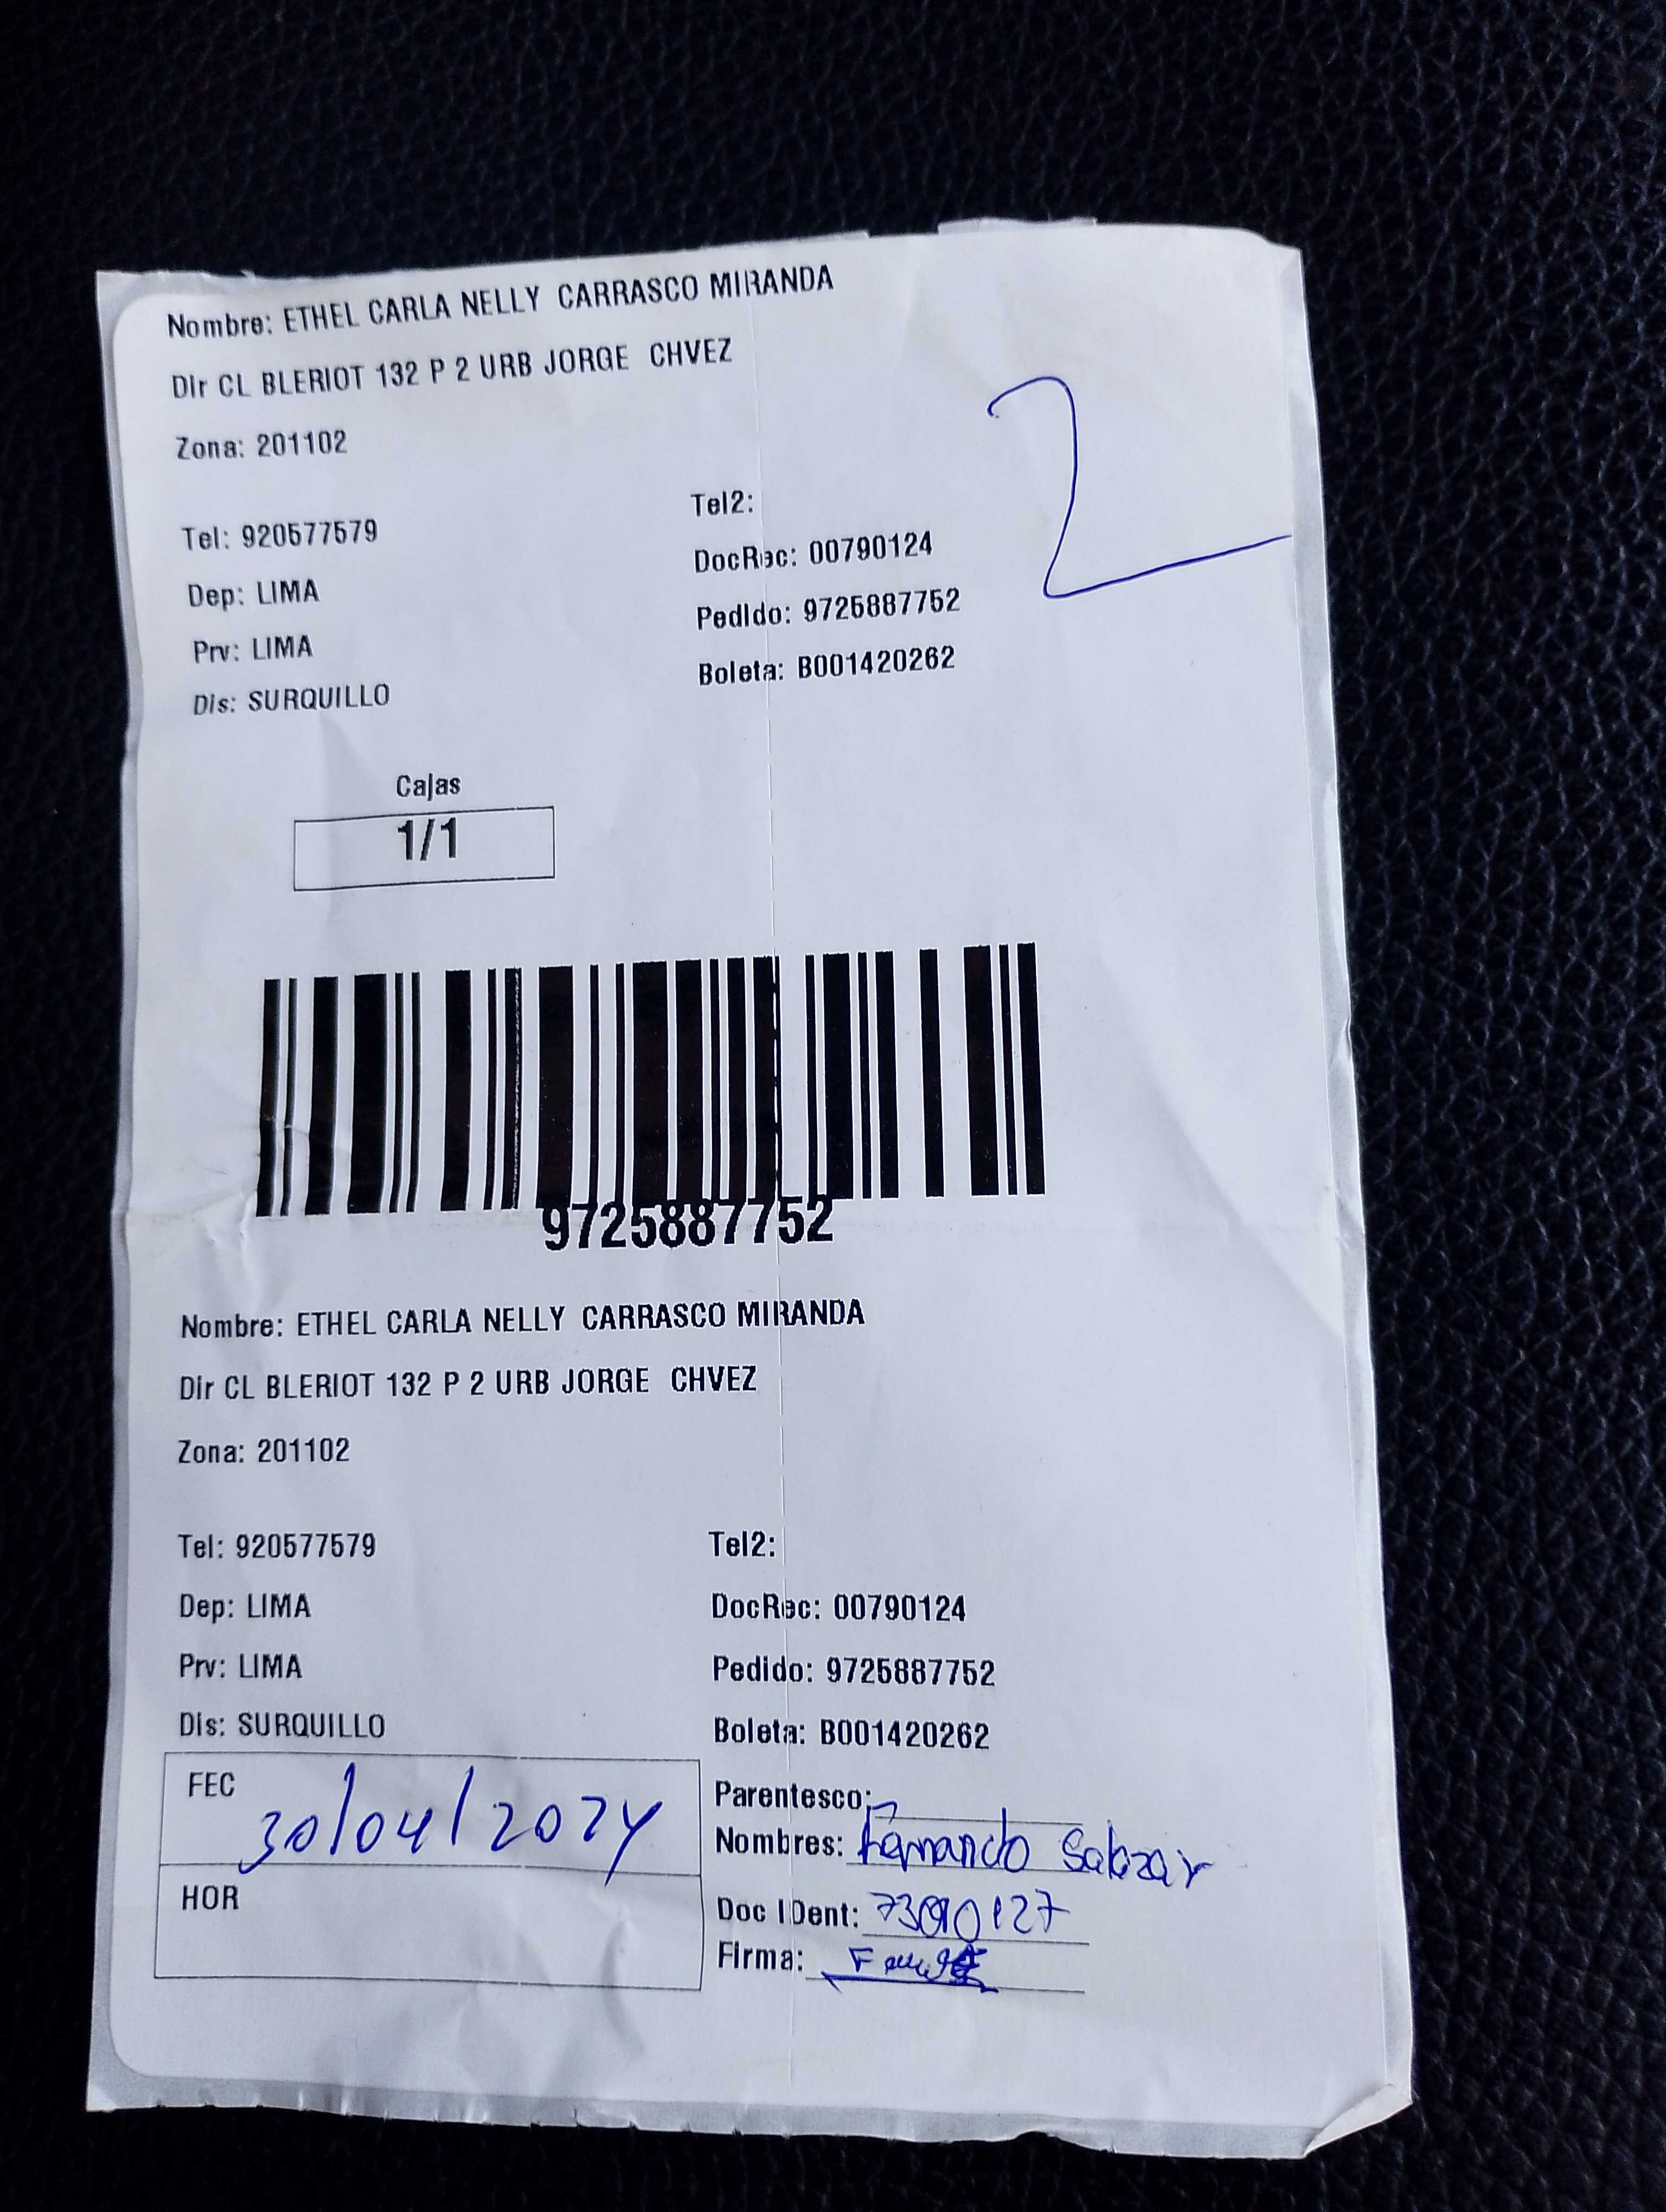 Nombre: ETHEL CARLA NELLY CARRASCO MIRANDA
Dir CL BLERIOT 132 P 2 URB JORGE CHVEZ
2
Zona: 201102
Tel: 920577579
Tel2:
Dep: LIMA
DocRec: 00790124
Prv: LIMA
Pedido: 9725887752
Dis: SURQUILLO
Boleta: B001420262
Cajas
1/1
9725887752
Nombre: ETHEL CARLA NELLY CARRASCO MIRANDA
Dir CL BLERIOT 132 P 2 URB JORGE CHVEZ
Zona: 201102
Tel: 920577579
Tel2:
Dep: LIMA
DocRec: 00790124
Prv: LIMA
Pedido: 9725887752
Dis: SURQUILLO
Boleta: B001420262
FEC 30/04/2024
Parentesco:
Nombres: Fernando Salazar
HOR
Doc IDent:
Firma: